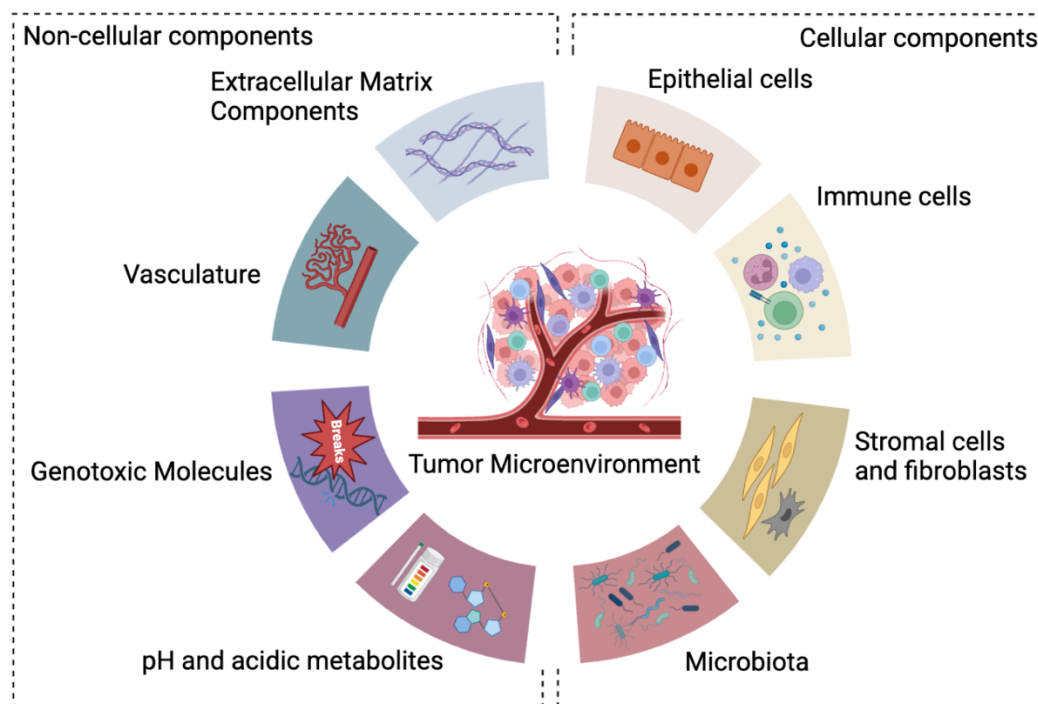 Non-cellular components
Cellular components
Extracellular Matrix
Components
Epithelial cells
Immune cells
Vasculature
Breaks
Genotoxic Molecules
Tumor Microenvironment
Stromal cells
and fibroblasts
pH and acidic metabolites
Microbiota